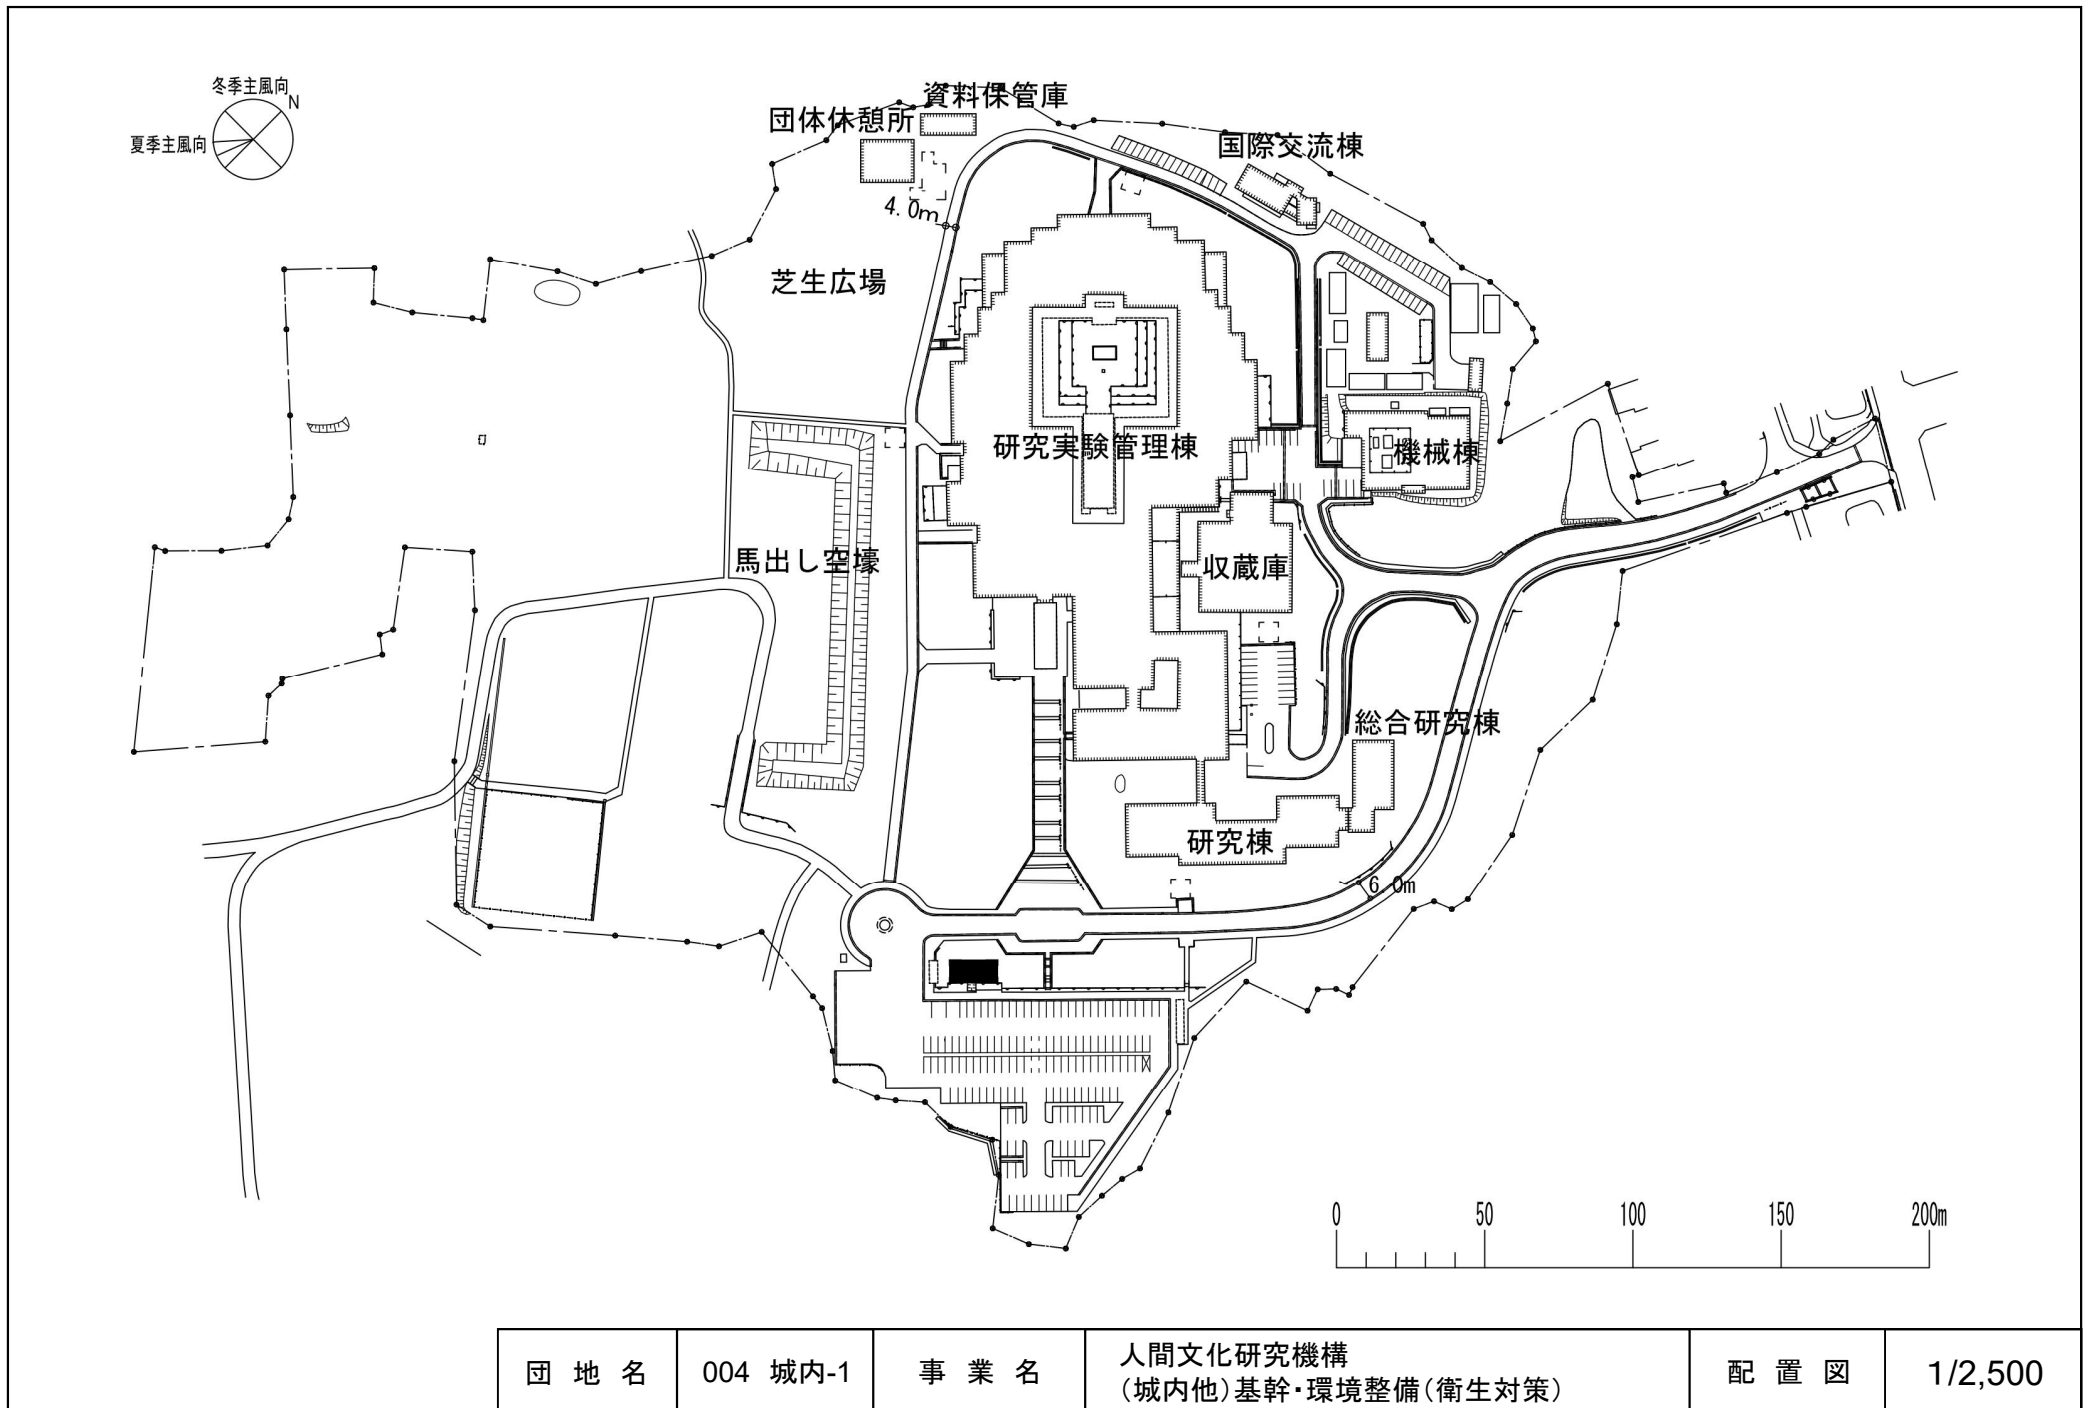 冬季主風向
N
夏季主風向
資料保管庫
団体休憩所
国際交流棟
4.0m
芝生広場
研究実験管理棟
機械棟
馬出し空壕
収蔵庫
総合研究棟
研究棟
6.0m
0 50 100 150 200m
団地名 004 城内-1 事業名 人間文化研究機構
(城内他)基幹・環境整備(衛生対策) 配置図 1/2,500